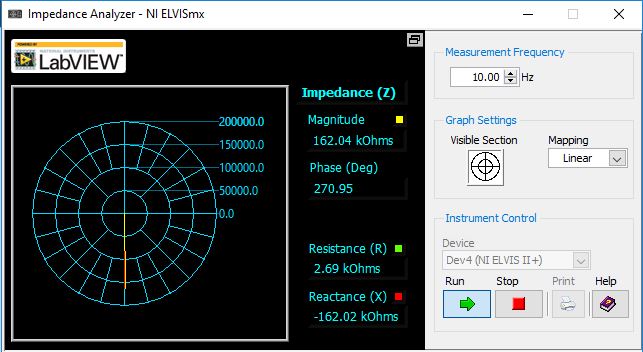 Impedance Analyzer - NI ELVISmx
POWERED BY
NATIONAL INSTRUMENTS
LabVIEW™
200000.0
150000.0
100000.0
50000.0
0.0
Impedance (Z)
Magnitude
162.04 kOhms
Phase (Deg)
270.95
Resistance (R)
2.69 kOhms
Reactance (X)
-162.02 kOhms
Measurement Frequency
10.00 Hz
Graph Settings
Visible Section
Mapping
Linear
Instrument Control
Device
Dev4 (NI ELVIS II+)
Run Stop Print Help